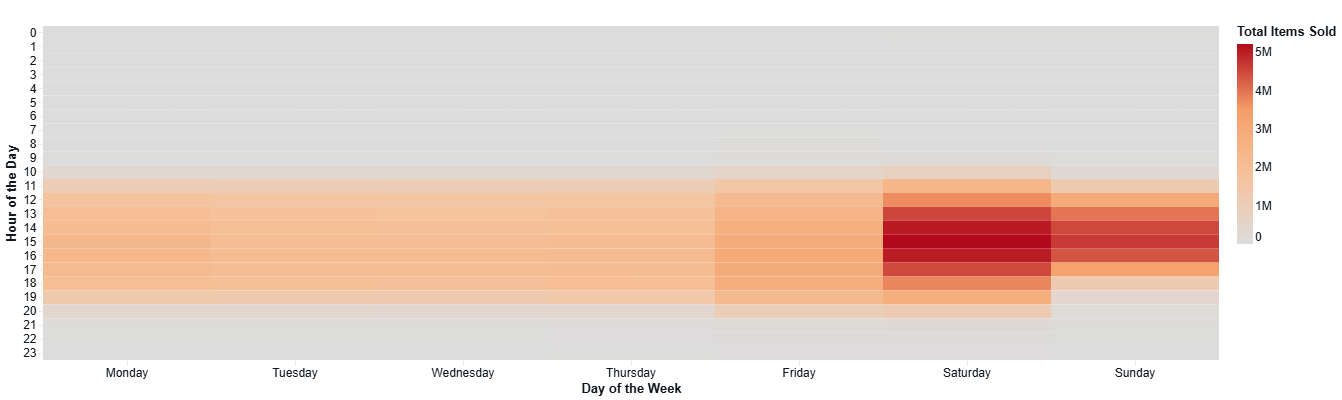 Total Items Sold
5M
4M
3M
2M
1M
0
Hour of the Day
0
1
2
3
4
5
6
7
8
9
10
11
12
13
14
15
16
17
18
19
20
21
22
23
Monday Tuesday Wednesday Thursday Friday Saturday Sunday
Day of the Week